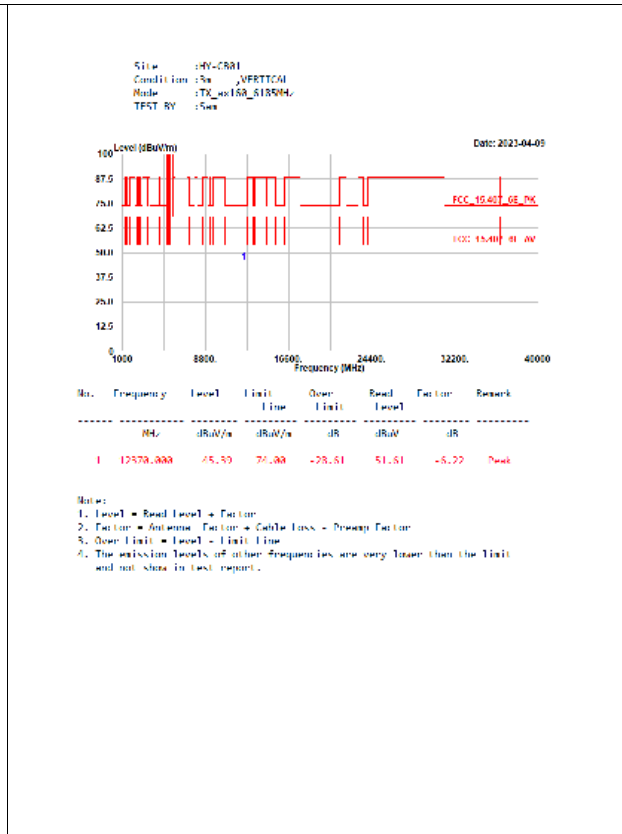 Site :HY-CB01
Condition :3m ,VERTICAL
Mode :TX_ax160_6185MHz
TEST BY :Sam
Level (dBuV/m)
Date: 2023-04-09
100
87.5
75.0
FCC_15.407_6E_PK
62.5
FCC_15.407_6E_AV
50.0
1
37.5
25.0
12.5
0
1000 8800. 16600. 24400. 32200. 40000
Frequency (MHz)
No. Frequency Level Limit Over Read Factor Remark
Line Limit Level
MHz dBuV/m dBuV/m dB dBuV dB
1 12370.000 45.39 74.00 -28.61 51.61 -6.22 Peak
Note:
1. Level = Read Level + Factor
2. Factor = Antenna Factor + Cable Loss - Preamp Factor
3. Over Limit = Level - Limit Line
4. The emission levels of other frequencies are very lower than the limit
and not show in test report.